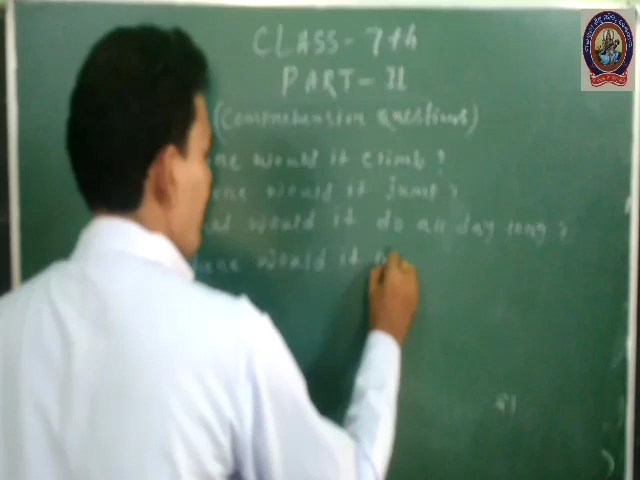 CLASS - 7th
PART - II
(Comprehension Questions)
would it climb?
would it Jump?
would it do all day long?
would it